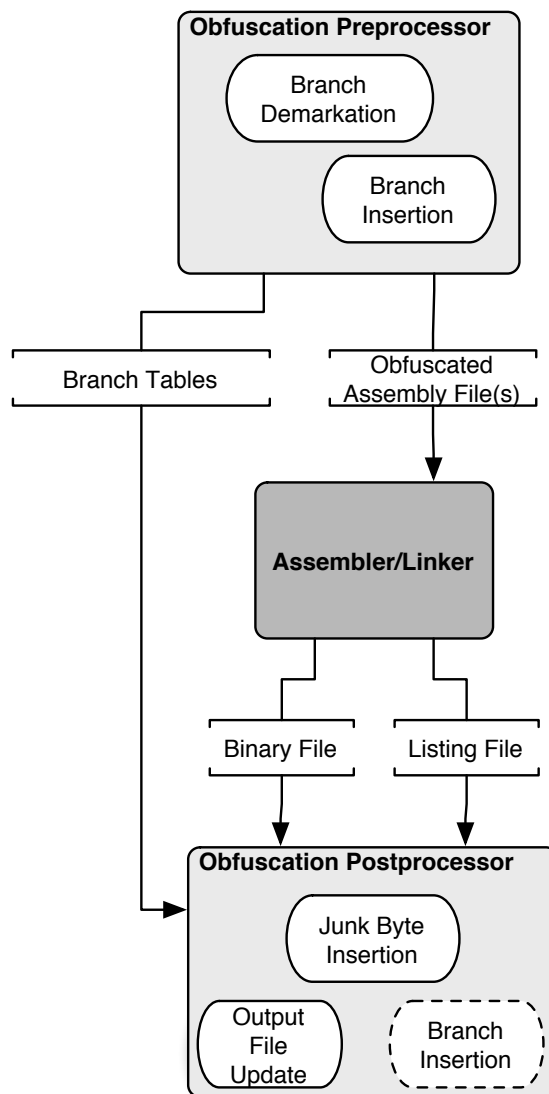 Obfuscation Preprocessor
Branch
Demarkation
Branch
Insertion
Branch Tables
Obfuscated
Assembly File(s)
Assembler/Linker
Binary File
Listing File
Obfuscation Postprocessor
Junk Byte
Insertion
Output
File
Update
Branch
Insertion